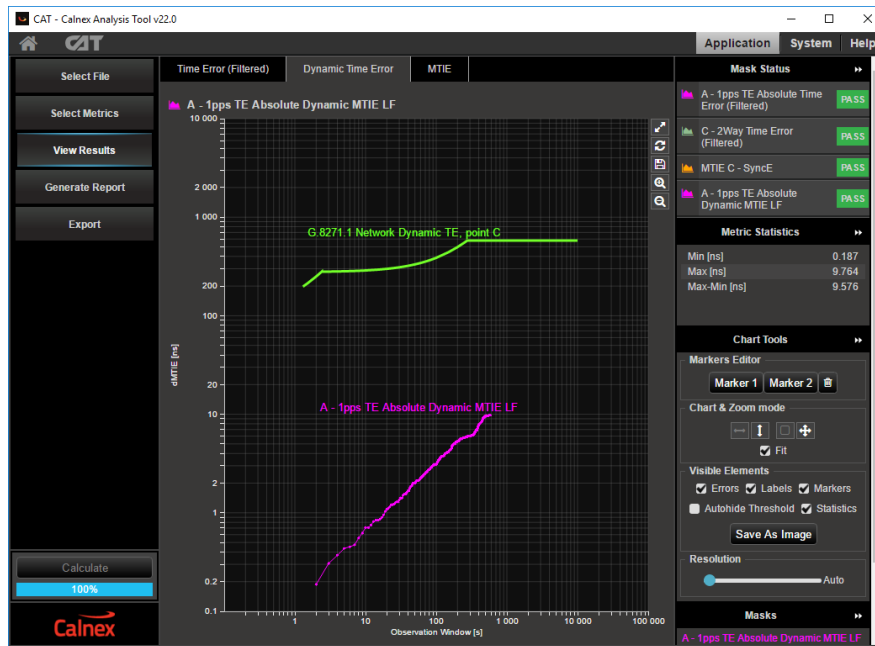 CAT - Calnex Analysis Tool v22.0
CAT
Application System Help
Select File
Select Metrics
View Results
Generate Report
Export
Calculate
100%
Calnex
Time Error (Filtered) Dynamic Time Error MTIE
A - 1pps TE Absolute Dynamic MTIE LF
10 000
2 000
1 000
G.8271.1 Network Dynamic TE, point C
200
100
dMTIE [ns]
20
A - 1pps TE Absolute Dynamic MTIE LF
10
2
1
0.2
0.1
1 10 100 1 000 10 000 100 000
Observation Window [s]
Mask Status
A - 1pps TE Absolute Time
Error (Filtered)
PASS
C - 2Way Time Error
(Filtered)
PASS
MTIE C - SyncE
PASS
A - 1pps TE Absolute
Dynamic MTIE LF
PASS
Metric Statistics
Min [ns] 0.187
Max [ns] 9.764
Max-Min [ns] 9.576
Chart Tools
Markers Editor
Marker 1 Marker 2
Chart & Zoom mode
Fit
Visible Elements
Errors Labels Markers
Autohide Threshold Statistics
Save As Image
Resolution
Auto
Masks
A - 1pps TE Absolute Dynamic MTIE LF